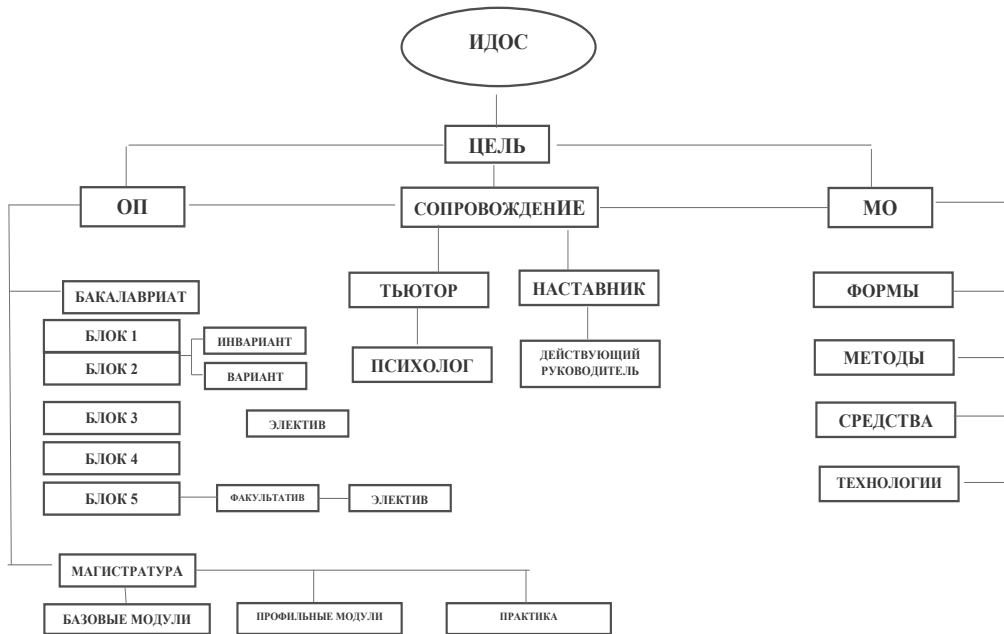 ИДОС
ЦЕЛЬ
ОП
СОПРОВОЖДЕНИЕ
МО
БАКАЛАВРИАТ
ТЬЮТОР
НАСТАВНИК
ФОРМЫ
БЛОК 1
ИНВАРИАНТ
БЛОК 2
ВАРИАНТ
ПСИХОЛОГ
ДЕЙСТВУЮЩИЙ
РУКОВОДИТЕЛЬ
МЕТОДЫ
БЛОК 3
ЭЛЕКТИВ
СРЕДСТВА
БЛОК 4
БЛОК 5
ФАКУЛЬТАТИВ
ЭЛЕКТИВ
ТЕХНОЛОГИИ
МАГИСТРАТУРА
БАЗОВЫЕ МОДУЛИ
ПРОФИЛЬНЫЕ МОДУЛИ
ПРАКТИКА